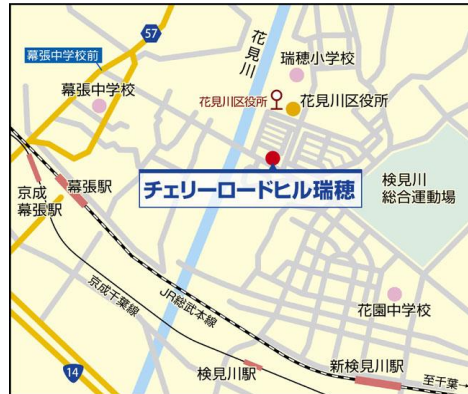 57
幕張中学校前
幕張中学校
花見川
瑞穂小学校
花見川区役所
花見川区役所
チェリーロードヒル瑞穂
検見川
総合運動場
京成
幕張駅
幕張駅
京成千葉線
JR総武本線
花園中学校
14
検見川駅
新検見川駅
至千葉→